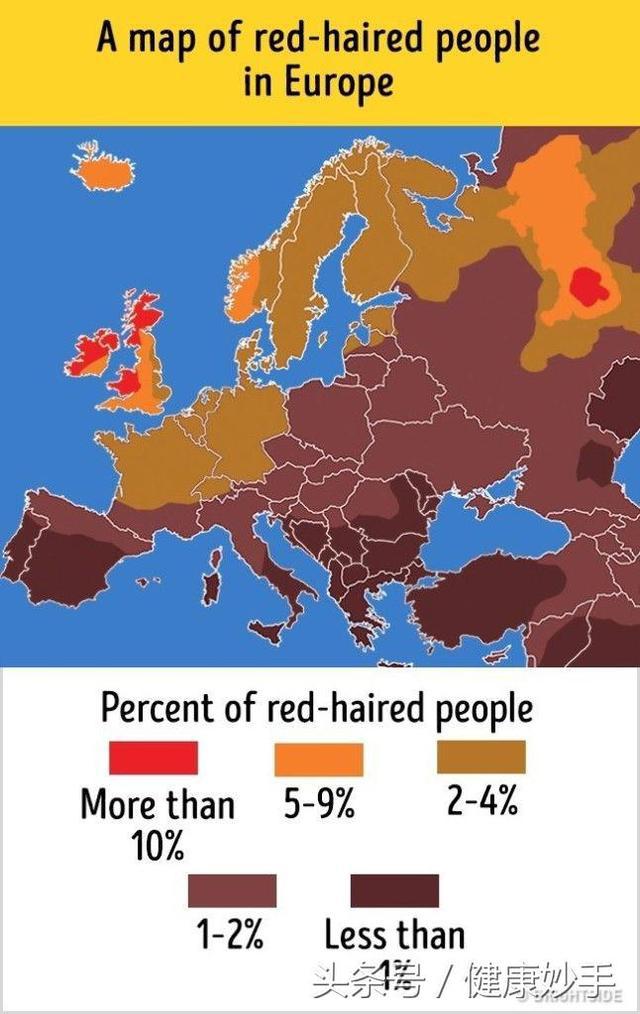 A map of red-haired people
in Europe
Percent of red-haired people
More than
10%
5-9%
2-4%
1-2%
Less than
1%
头条号 / 健康妙手
BRIGHTSIDE